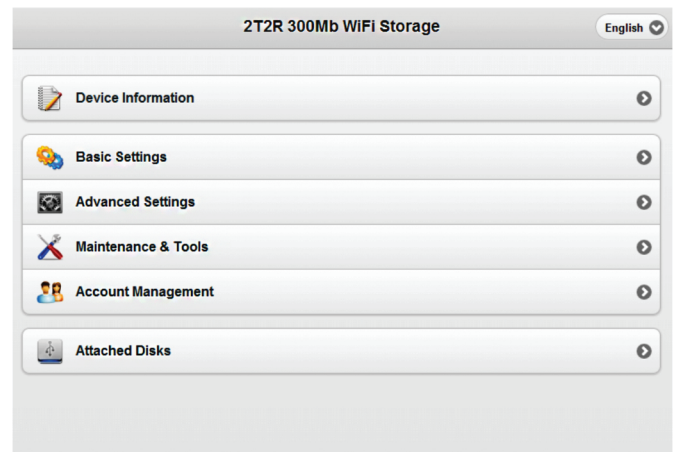 2T2R 300Mb WiFi Storage
English
Device Information
Basic Settings
Advanced Settings
Maintenance & Tools
Account Management
Attached Disks